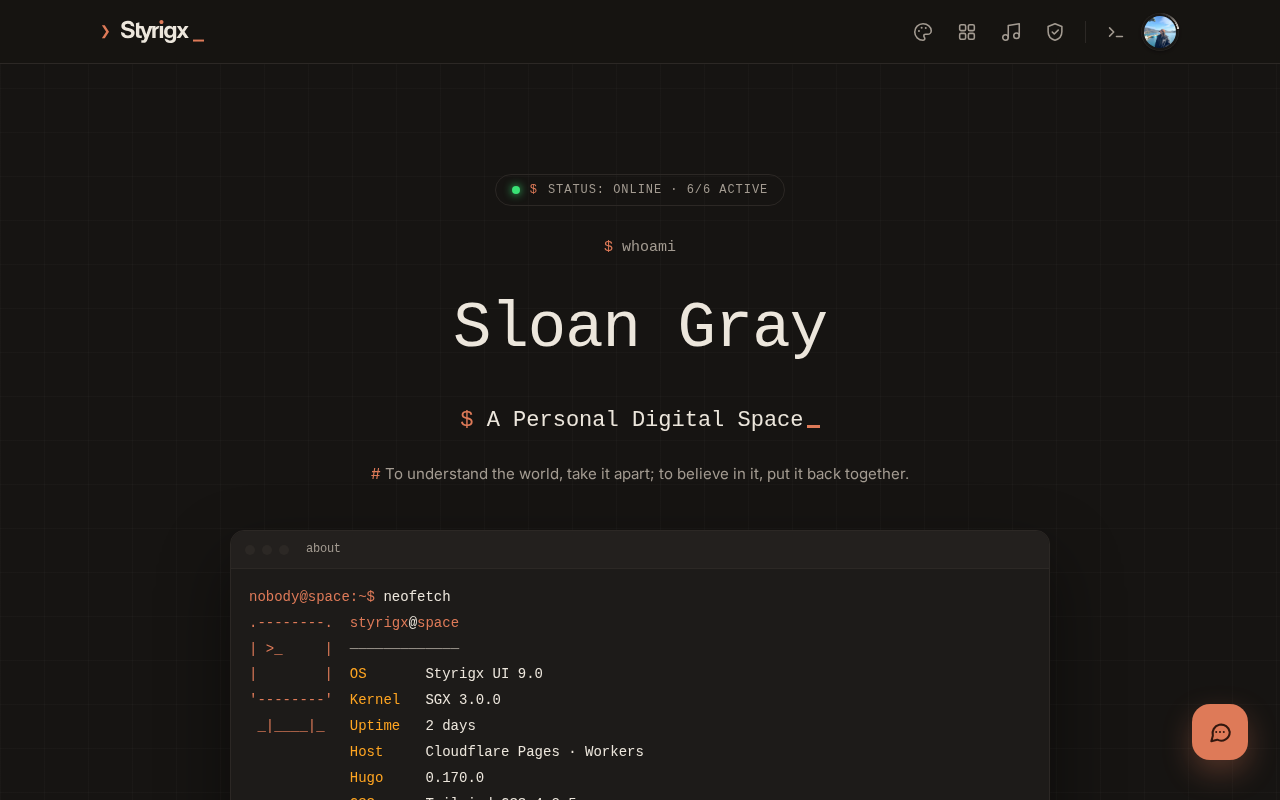 ❯ Styrigx _
$ STATUS: ONLINE · 6/6 ACTIVE
$ whoami
Sloan Gray
$ A Personal Digital Space_
# To understand the world, take it apart; to believe in it, put it back together.
about
nobody@space:~$ neofetch
.--------.  styrigx@space
| >_     |  ─────────────
|        |  OS       Styrigx UI 9.0
'--------'  Kernel   SGX 3.0.0
 _|____|_   Uptime   2 days
Host     Cloudflare Pages · Workers
Hugo     0.170.0